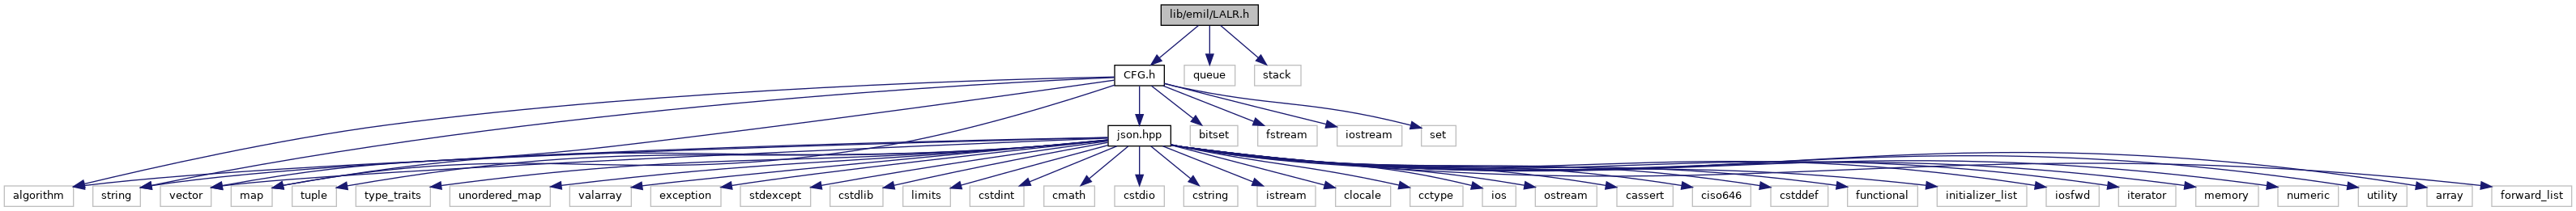 lib/emil/LALR.h
CFG.h
queue
stack
json.hpp
bitset
fstream
iostream
set
algorithm
string
vector
map
tuple
type_traits
unordered_map
valarray
exception
stdexcept
cstdlib
limits
cstdint
cmath
cstdio
cstring
istream
clocale
cctype
ios
ostream
cassert
ciso646
cstddef
functional
initializer_list
iosfwd
iterator
memory
numeric
utility
array
forward_list